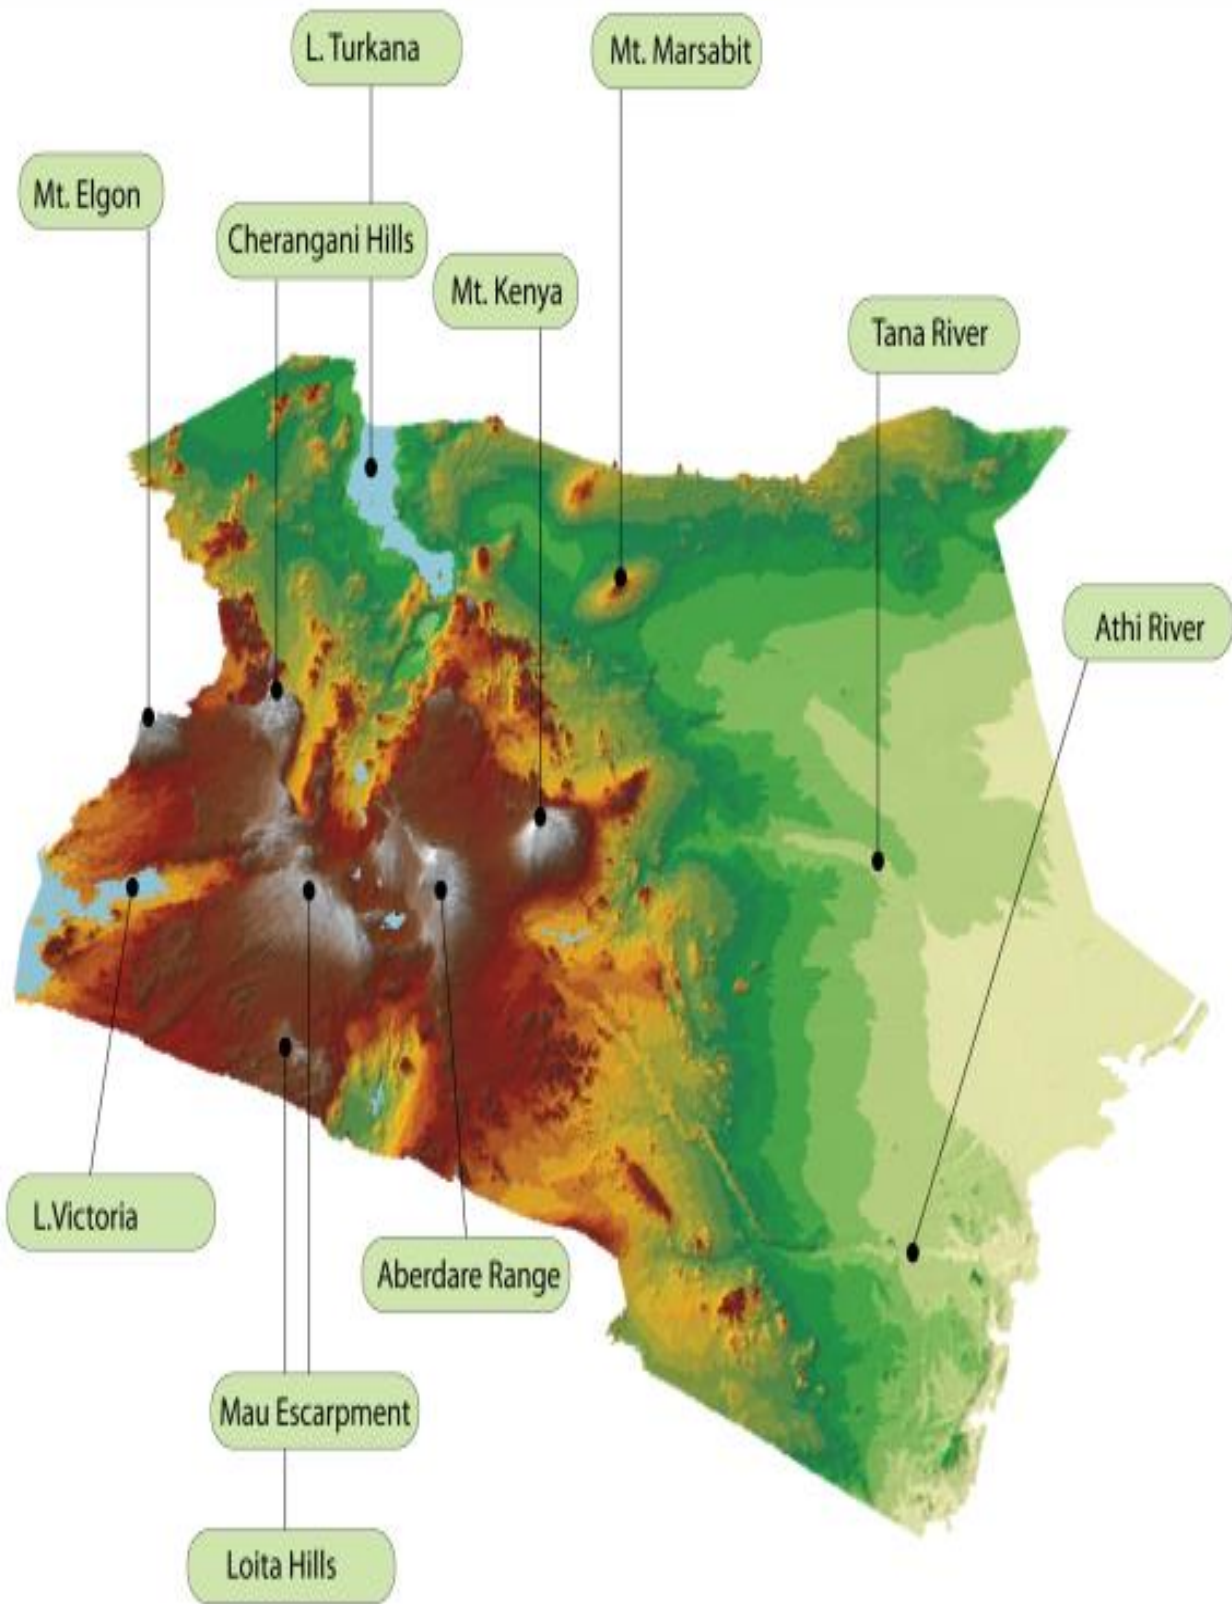 L. Turkana
Mt. Marsabit
Mt. Elgon
Cherangani Hills
Mt. Kenya
Tana River
Athi River
L.Victoria
Aberdare Range
Mau Escarpment
Loita Hills